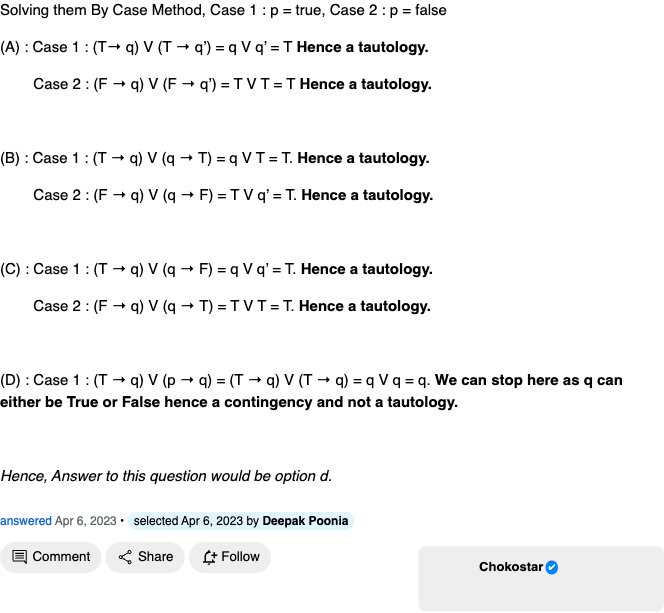 Solving them By Case Method, Case 1 : p = true, Case 2 : p = false
(A) : Case 1 : (T→ q) V (T → q’) = q V q’ = T Hence a tautology.
Case 2 : (F → q) V (F → q’) = T V T = T Hence a tautology.
(B) : Case 1 : (T → q) V (q → T) = q V T = T. Hence a tautology.
Case 2 : (F → q) V (q → F) = T V q’ = T. Hence a tautology.
(C) : Case 1 : (T → q) V (q → F) = q V q’ = T. Hence a tautology.
Case 2 : (F → q) V (q → T) = T V T = T. Hence a tautology.
(D) : Case 1 : (T → q) V (p → q) = (T → q) V (T → q) = q V q = q. We can stop here as q can
either be True or False hence a contingency and not a tautology.
Hence, Answer to this question would be option d.
answered Apr 6, 2023 • selected Apr 6, 2023 by Deepak Poonia
Comment Share Follow
Chokostar